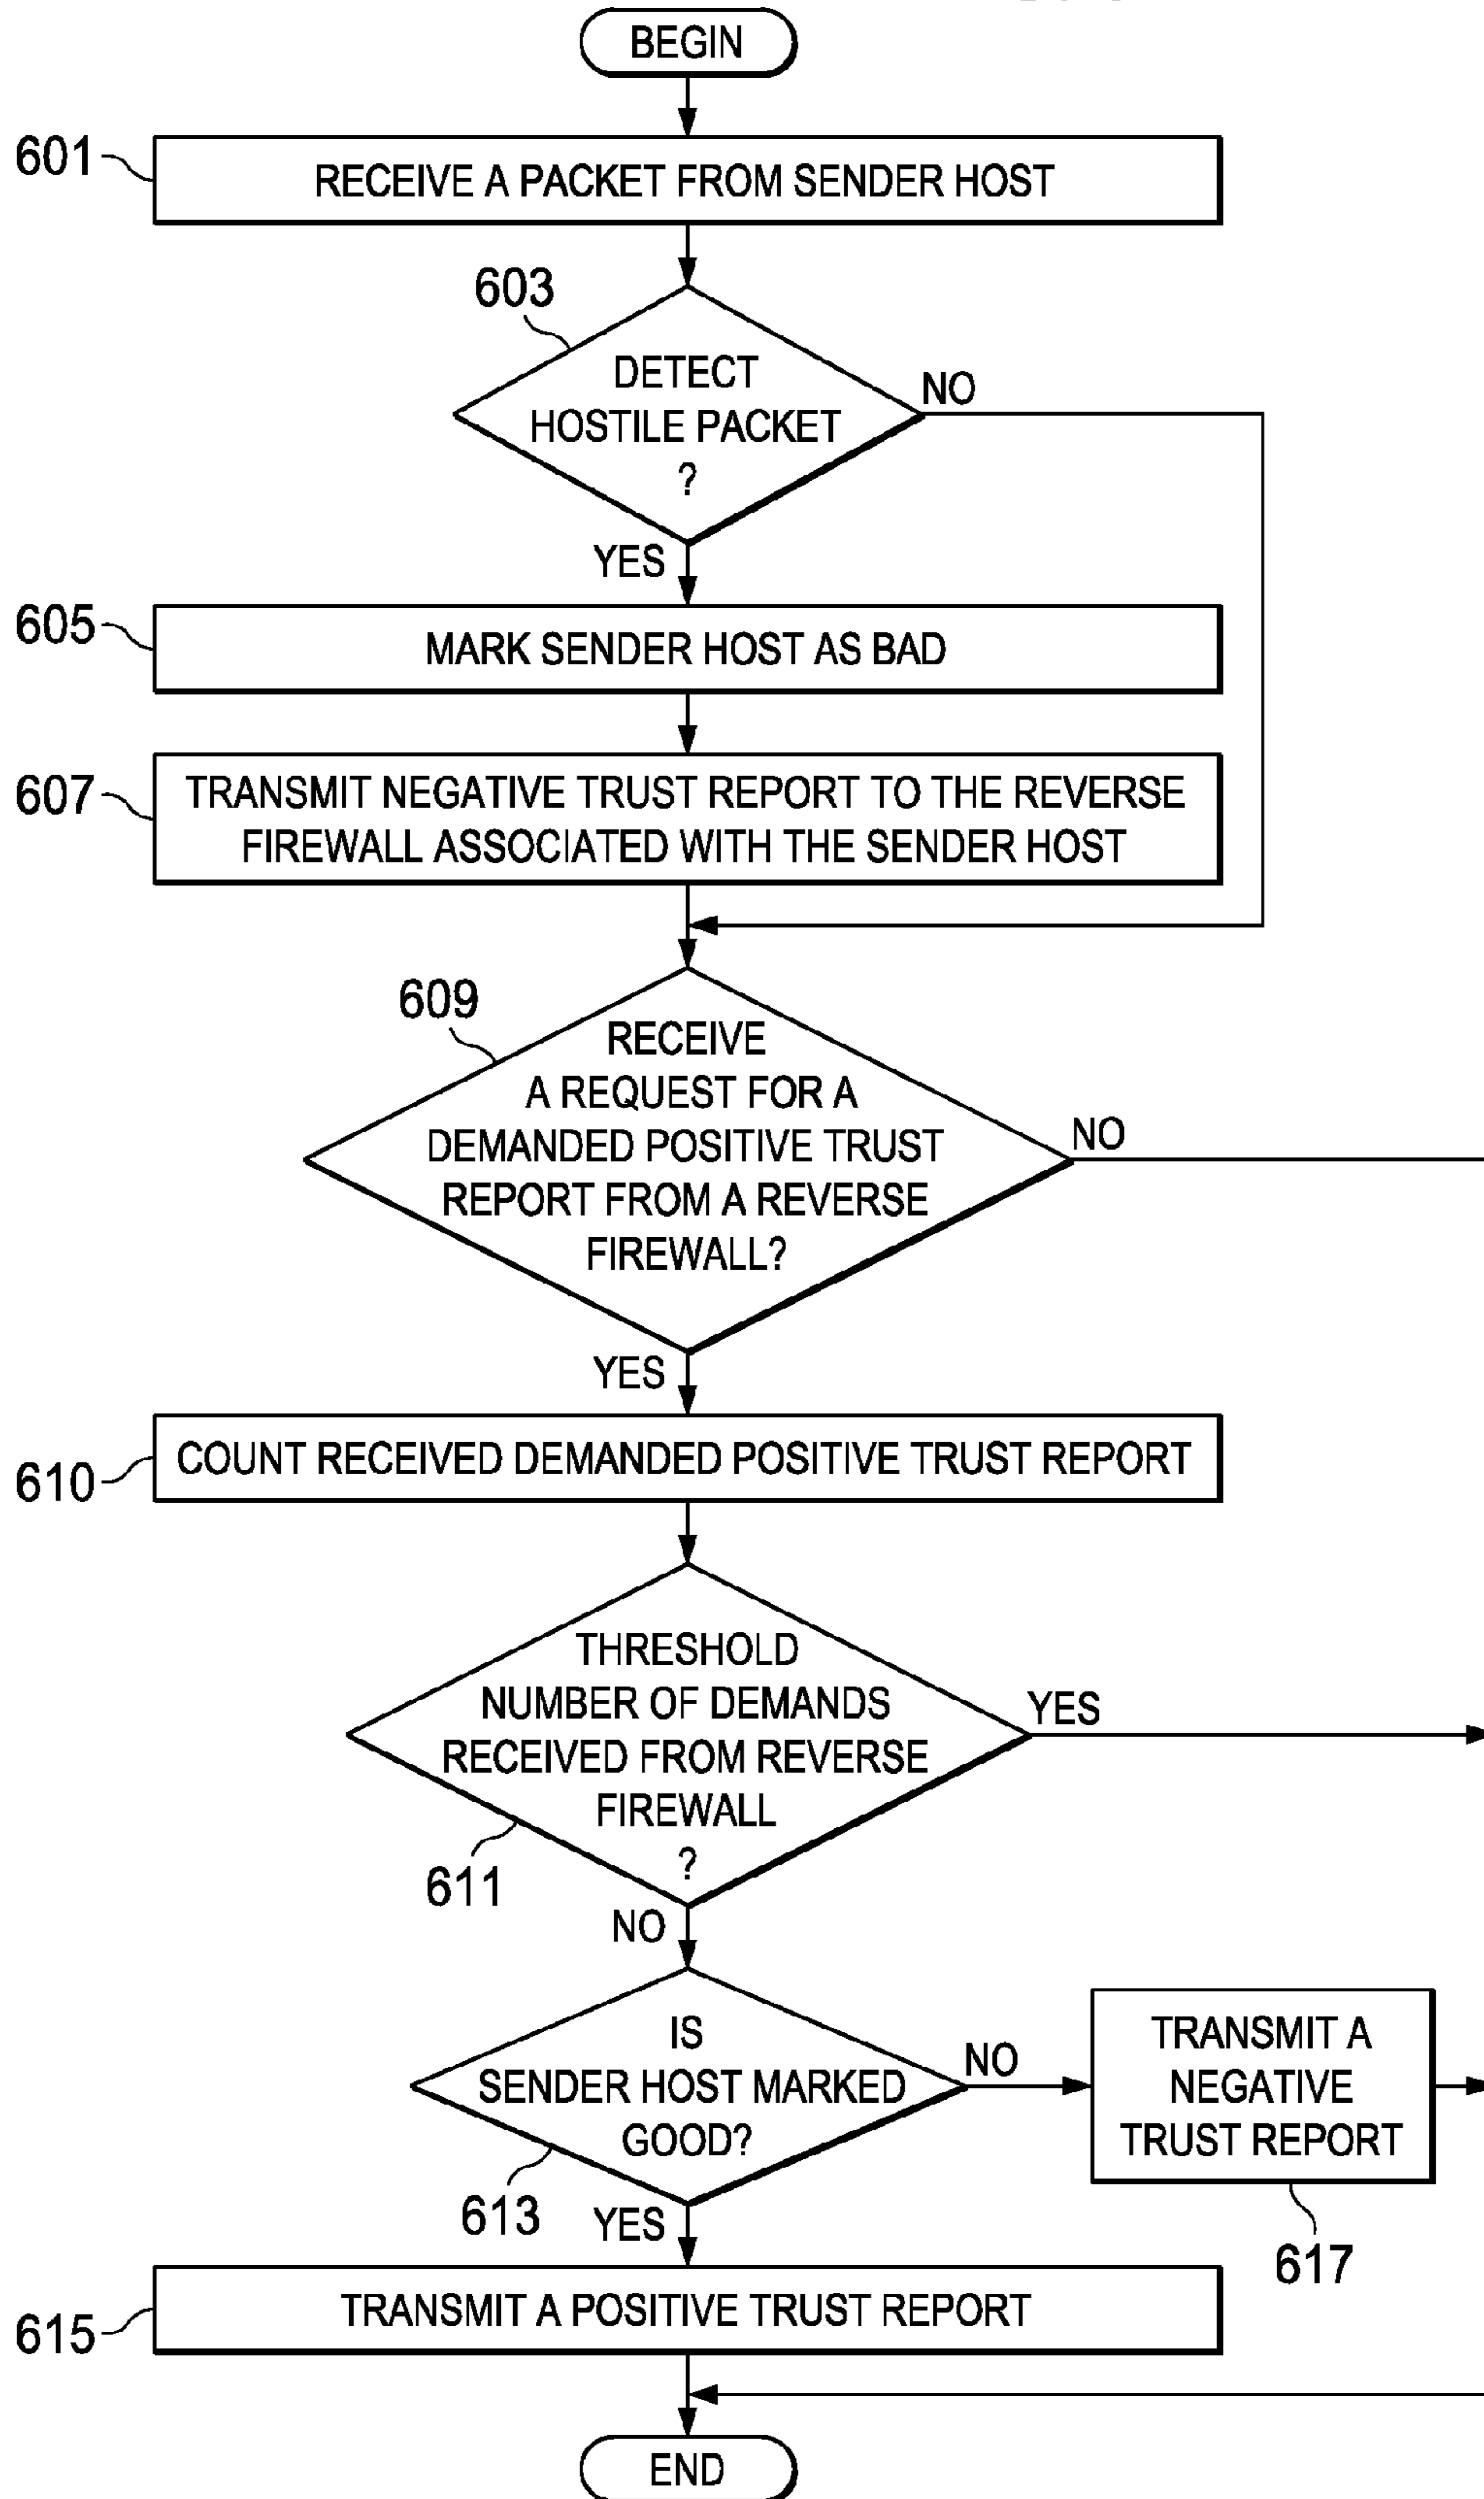 BEGIN
601
RECEIVE A PACKET FROM SENDER HOST
603
DETECT
HOSTILE PACKET
?
NO
YES
605
MARK SENDER HOST AS BAD
607
TRANSMIT NEGATIVE TRUST REPORT TO THE REVERSE
FIREWALL ASSOCIATED WITH THE SENDER HOST
609
RECEIVE
A REQUEST FOR A
DEMANDED POSITIVE TRUST
REPORT FROM A REVERSE
FIREWALL?
NO
YES
610
COUNT RECEIVED DEMANDED POSITIVE TRUST REPORT
THRESHOLD
NUMBER OF DEMANDS
RECEIVED FROM REVERSE
FIREWALL
?
YES
611
NO
IS
SENDER HOST MARKED
GOOD?
NO
TRANSMIT A
NEGATIVE
TRUST REPORT
613
YES
617
615
TRANSMIT A POSITIVE TRUST REPORT
END